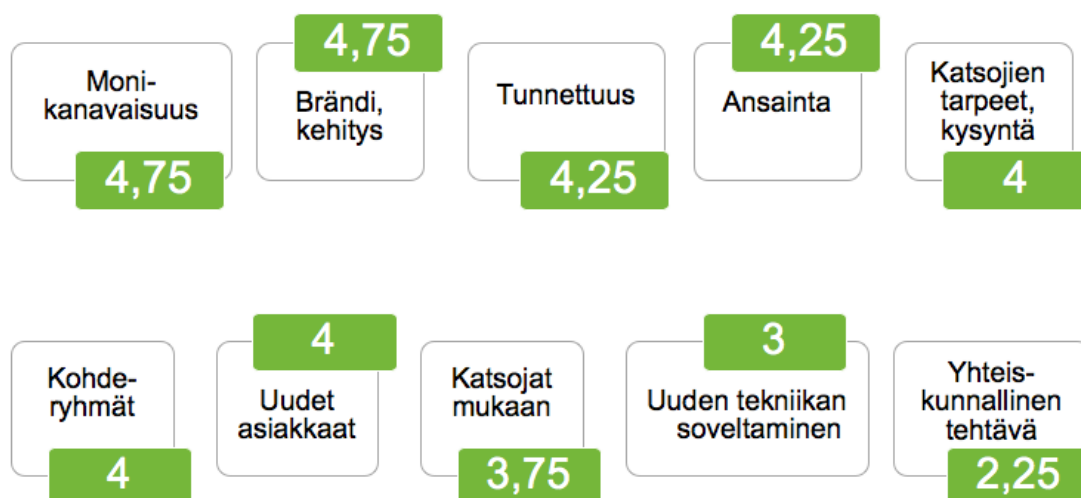 Moni-
kanavaisuus
4,75
4,75
Brändi,
kehitys
Tunnettuus
4,25
4,25
Ansainta
Katsojien
tarpeet,
kysyntä
4
Kohde-
ryhmät
4
4
Uudet
asiakkaat
Katsojat
mukaan
3,75
3
Uuden tekniikan
soveltaminen
Yhteis-
kunnallinen
tehtävä
2,25